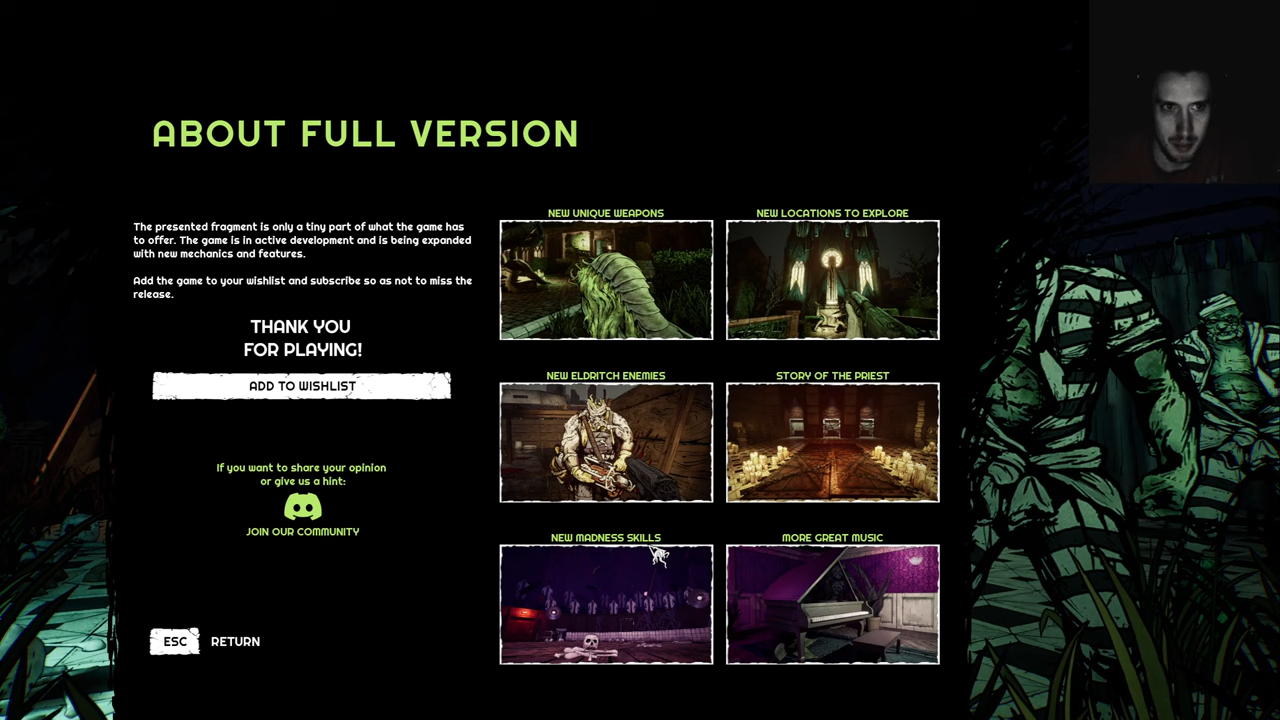 ABOUT FULL VERSION
The presented fragment is only a tiny part of what the game has
to offer. The game is in active development and is being expanded
with new mechanics and features.
Add the game to your wishlist and subscribe so as not to miss the
release.
THANK YOU
FOR PLAYING!
ADD TO WISHLIST
If you want to share your opinion
or give us a hint:
JOIN OUR COMMUNITY
ESC RETURN
NEW UNIQUE WEAPONS
NEW LOCATIONS TO EXPLORE
NEW ELDRITCH ENEMIES
STORY OF THE PRIEST
NEW MADNESS SKILLS
MORE GREAT MUSIC